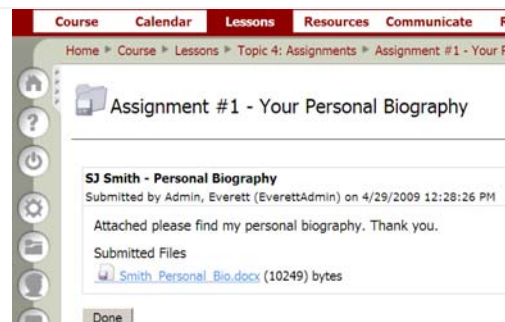 Course Calendar Lessons Resources Communicate
Home Course Lessons Topic 4: Assignments Assignment #1 - Your
Assignment #1 - Your Personal Biography
?
SJ Smith - Personal Biography
Submitted by Admin, Everett (EverettAdmin) on 4/29/2009 12:28:26 PM
Attached please find my personal biography. Thank you.
Submitted Files
Smith_Personal_Bio.docx (10249) bytes
Done